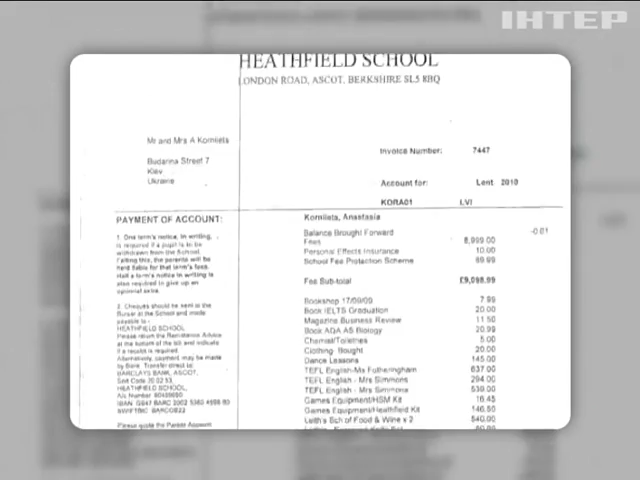 ІНТЕР
HEATHFIELD SCHOOL
LONDON ROAD, ASCOT, BERKSHIRE SL5 8BQ
Mr and Mrs A Kornilets
Invoice Number: 7447
Budanna Street 7
Kiev
Ukraine
Account for: Lent 2010
KORA01 LVI
PAYMENT OF ACCOUNT:
Kornilets, Anastasia
Balance Brought Forward -0.01
Fees 8,999.00
Personal Effects Insurance 10.00
School Fee Protection Scheme 89.99
Fee Sub-total £9,098.99
1. One term's notice, in writing,
is required if a pupil is to be
withdrawn from the School.
Failing this, the parents will be
held liable for that term's fees.
Half a term's notice in writing is
also required to give up an
optional extra.
2. Cheques should be sent to the
Bursar at the School and made
payable to -
HEATHFIELD SCHOOL
Please return the Remittance Advice
at the bottom of the bill and indicate
if a receipt is required.
Alternatively, payment may be made
by Bank Transfer direct to:
BARCLAYS BANK, ASCOT,
Sort Code 20 02 53,
HEATHFIELD SCHOOL,
A/c Number
IBAN GB47 BARC
SWIFTBIC BARCGB22
Please quote the Parent Account
Bookshop 17/09/09 7.99
Book IELTS Graduation 20.00
Magazine Business Review 11.50
Book AQA AS Biology 20.99
Chemist/Toiletries 5.00
Clothing Bought 20.00
Dance Lessons 145.00
TEFL English-Ms Fotheringham 637.00
TEFL English - Mrs Simmons 294.00
TEFL English - Mrs Simmons 539.00
Games Equipment/HSM Kit 16.45
Games Equipment/Heathfield Kit 146.50
Leith's Sch of Food & Wine x 2 540.00